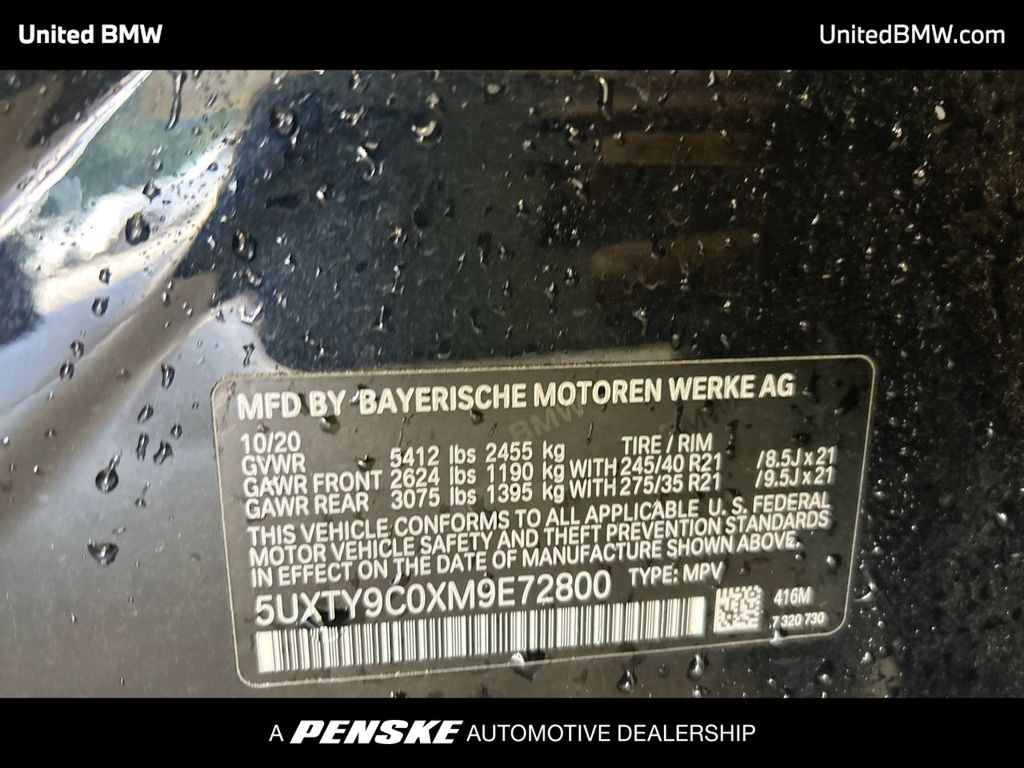 United BMW
UnitedBMW.com
MFD BY BAYERISCHE MOTOREN WERKE AG
10/20
GVWR 5412 lbs 2455 kg TIRE / RIM
GAWR FRONT 2624 lbs 1190 kg WITH 245/40 R21 /8.5J x 21
GAWR REAR 3075 lbs 1395 kg WITH 275/35 R21 /9.5J x 21
THIS VEHICLE CONFORMS TO ALL APPLICABLE U. S. FEDERAL
MOTOR VEHICLE SAFETY AND THEFT PREVENTION STANDARDS
IN EFFECT ON THE DATE OF MANUFACTURE SHOWN ABOVE.
5UXTY9C0XM9E72800 TYPE: MPV
416M
7 320 730
A PENSKE AUTOMOTIVE DEALERSHIP